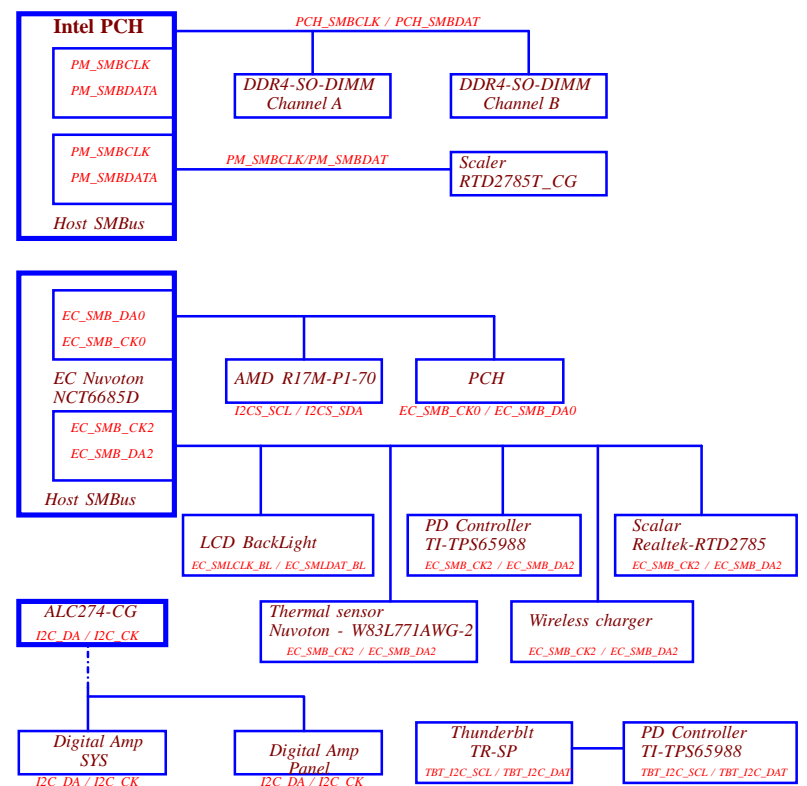 Intel PCH
PCH_SMBCLK / PCH_SMBDAT
PM_SMBCLK
PM_SMBDATA
DDR4-SO-DIMM
Channel A
DDR4-SO-DIMM
Channel B
PM_SMBCLK
PM_SMBDATA
PM_SMBCLK/PM_SMBDAT
Scaler
RTD2785T_CG
Host SMBus
EC_SMB_DA0
EC_SMB_CK0
EC Nuvoton
NCT6685D
AMD R17M-P1-70
I2CS_SCL / I2CS_SDA
PCH
EC_SMB_CK0 / EC_SMB_DA0
EC_SMB_CK2
EC_SMB_DA2
Host SMBus
LCD BackLight
EC_SMLCLK_BL / EC_SMLDAT_BL
PD Controller
TI-TPS65988
EC_SMB_CK2 / EC_SMB_DA2
Scalar
Realtek-RTD2785
EC_SMB_CK2 / EC_SMB_DA2
ALC274-CG
I2C_DA / I2C_CK
Thermal sensor
Nuvoton - W83L771AWG-2
EC_SMB_CK2 / EC_SMB_DA2
Wireless charger
EC_SMB_CK2 / EC_SMB_DA2
Digital Amp
SYS
I2C_DA / I2C_CK
Digital Amp
Panel
I2C_DA / I2C_CK
Thunderblt
TR-SP
TBT_I2C_SCL / TBT_I2C_DAT
PD Controller
TI-TPS65988
TBT_I2C_SCL / TBT_I2C_DAT